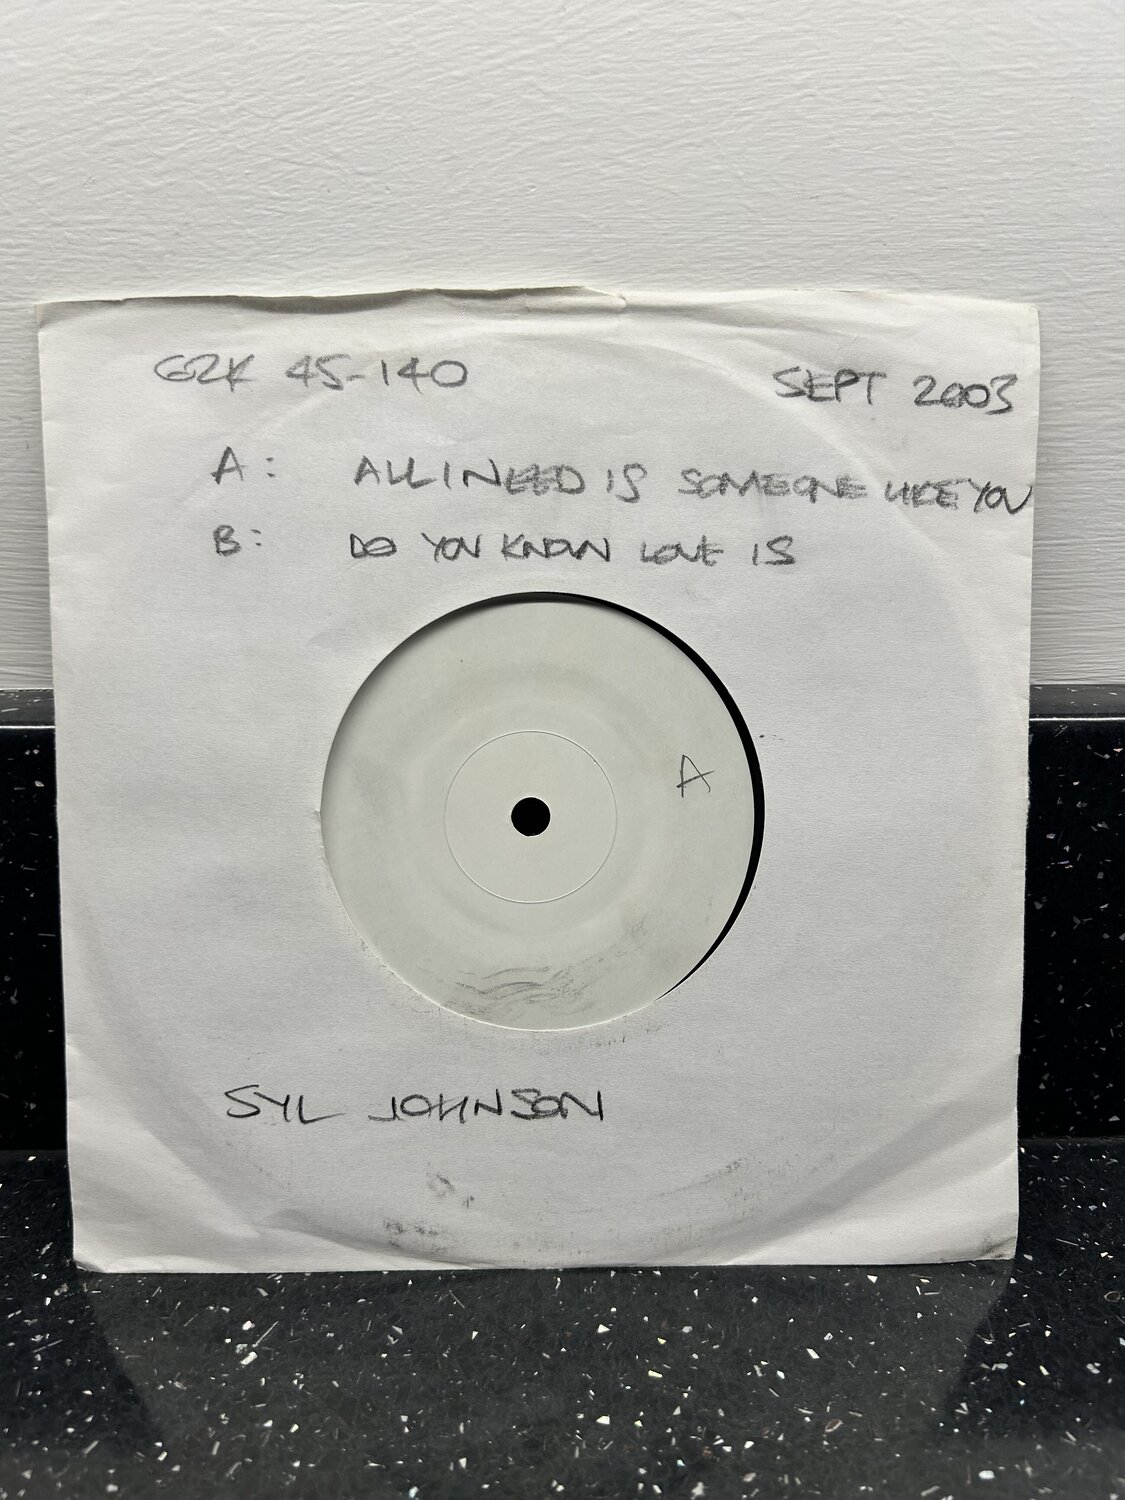 GZK 45-140
SEPT 2003
A: ALL I NEED IS SOMEONE LIKE YOU
B: DO YOU KNOW LOVE IS
A
SYL JOHNSON